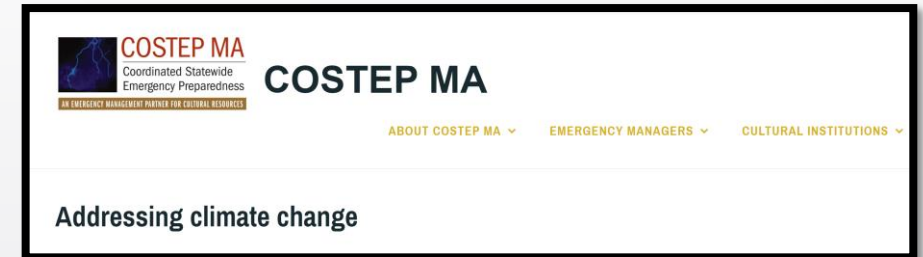 COSTEP MA
Coordinated Statewide
Emergency Preparedness
AN EMERGENCY MANAGEMENT PARTNER FOR CULTURAL RESOURCES
COSTEP MA
ABOUT COSTEP MA
EMERGENCY MANAGERS
CULTURAL INSTITUTIONS
Addressing climate change